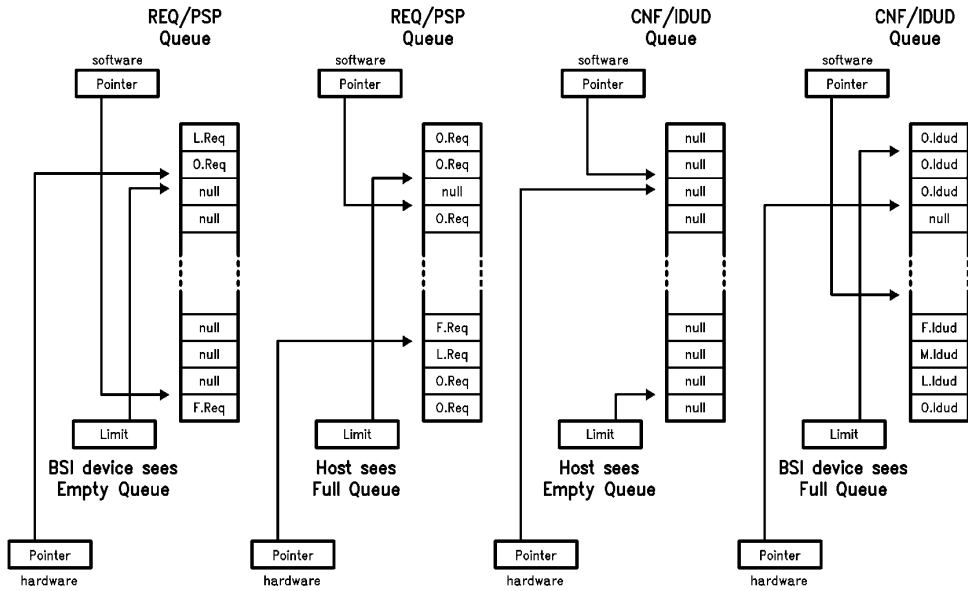 REQ/PSP
Queue
software
Pointer
L.Req
O.Req
null
null
null
null
null
F.Req
Limit
BSI device sees
Empty Queue
Pointer
hardware
REQ/PSP
Queue
software
Pointer
O.Req
O.Req
null
O.Req
F.Req
L.Req
O.Req
O.Req
Limit
Host sees
Full Queue
Pointer
hardware
CNF/IDUD
Queue
software
Pointer
null
null
null
null
null
null
null
null
Limit
Host sees
Empty Queue
Pointer
hardware
CNF/IDUD
Queue
software
Pointer
O.Idud
O.Idud
O.Idud
null
F.Idud
M.Idud
L.Idud
O.Idud
Limit
BSI device sees
Full Queue
Pointer
hardware